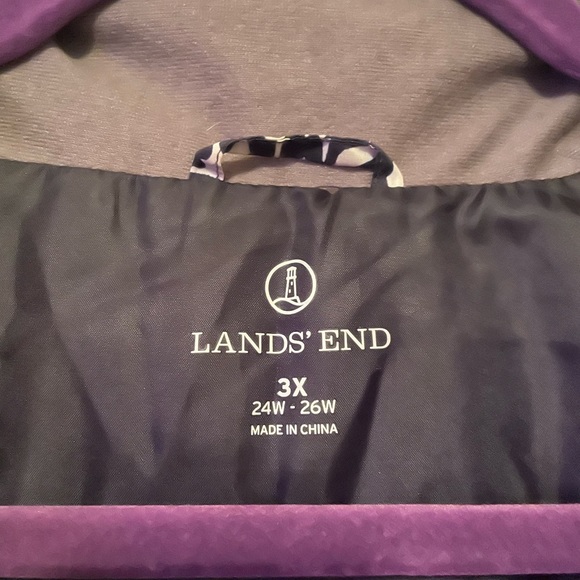 LANDS' END
3X
24W - 26W
MADE IN CHINA